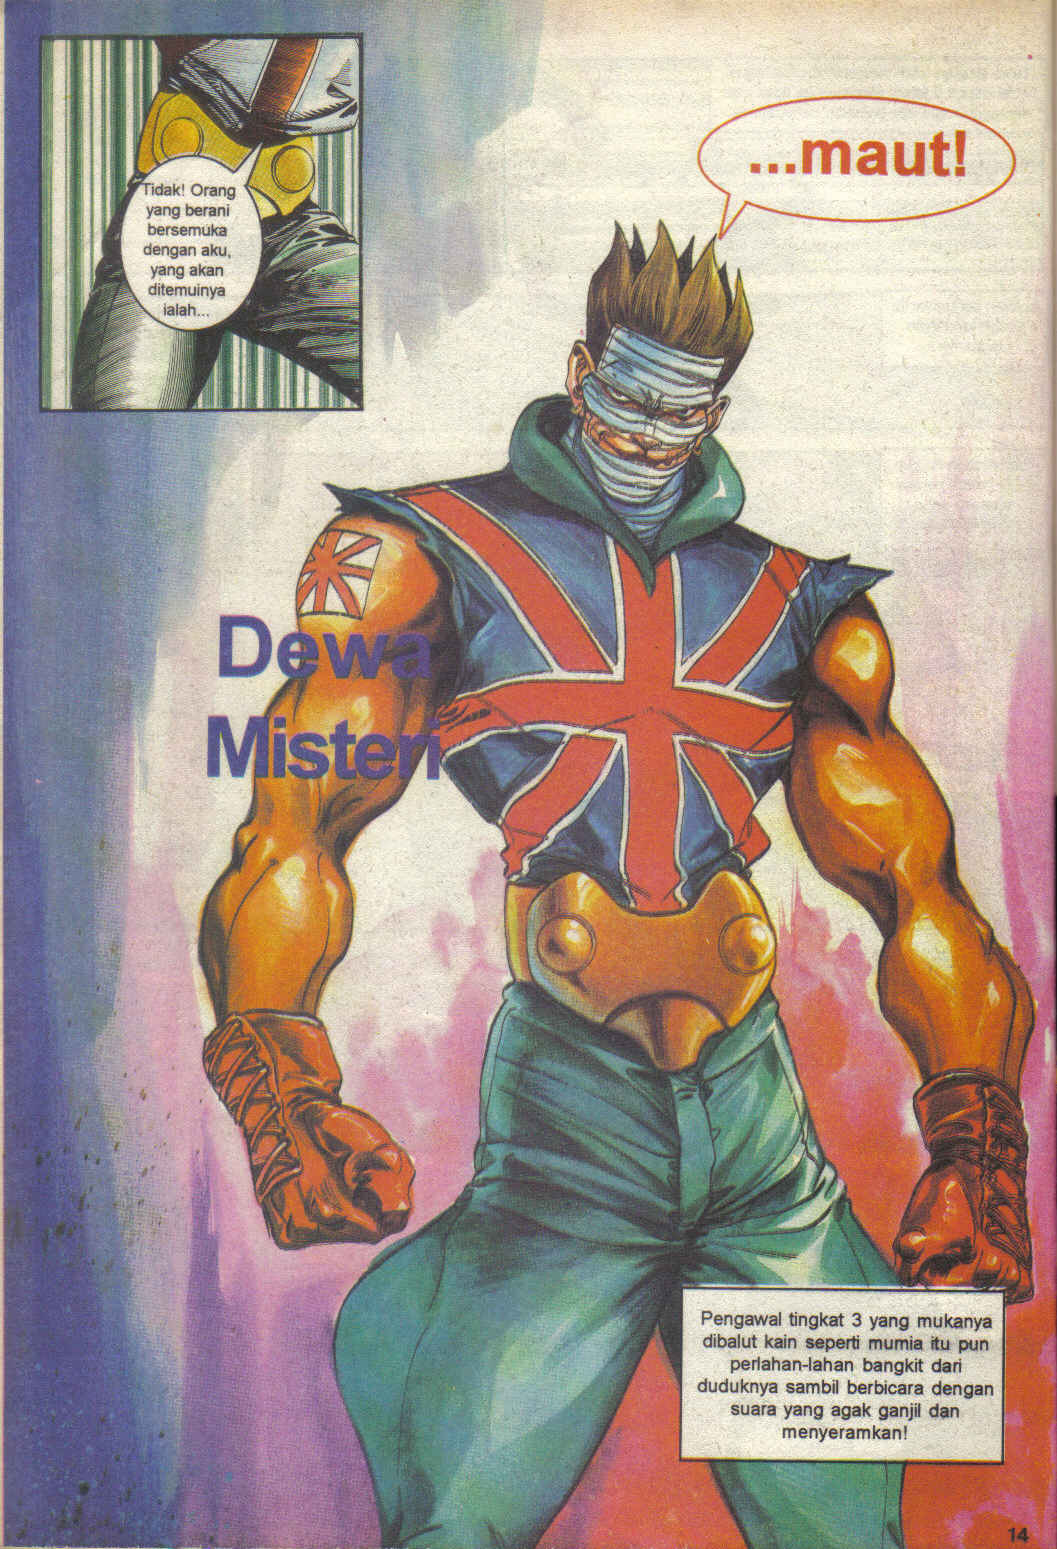 Tidak! Orang
yang berani
bersemuka
dengan aku,
yang akan
ditemuinya
ialah...
...maut!
Dewa
Misteri
Pengawal tingkat 3 yang mukanya
dibalut kain seperti mumia itu pun
perlahan-lahan bangkit dari
duduknya sambil berbicara dengan
suara yang agak ganjil dan
menyeramkan!
14